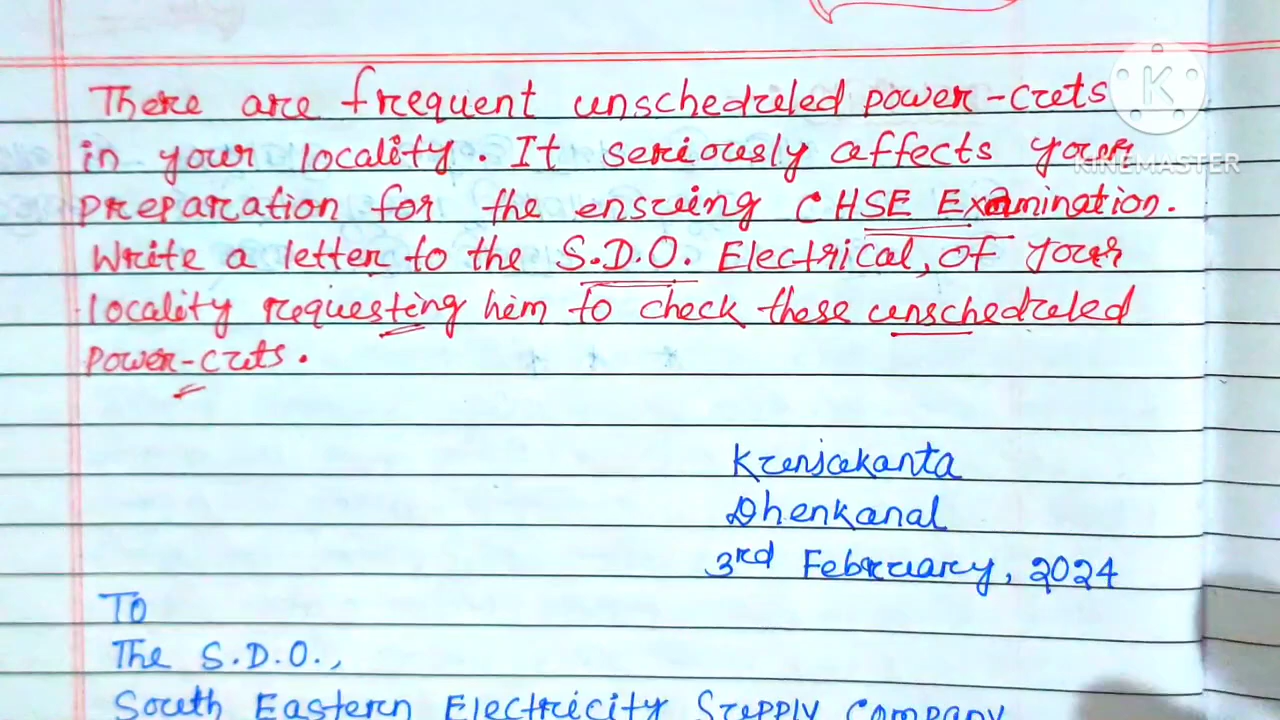 There are frequent unscheduled power-cuts
in your locality. It seriously affects your
preparation for the ensuing CHSE Examination.
Write a letter to the S.D.O. Electrical, of your
locality requesting him to check these unscheduled
power-cuts.
Kunjakanta
Dhenkanal
3rd February, 2024
To
The S.D.O.,
South Eastern Electricity Supply Company
K
KINEMASTER